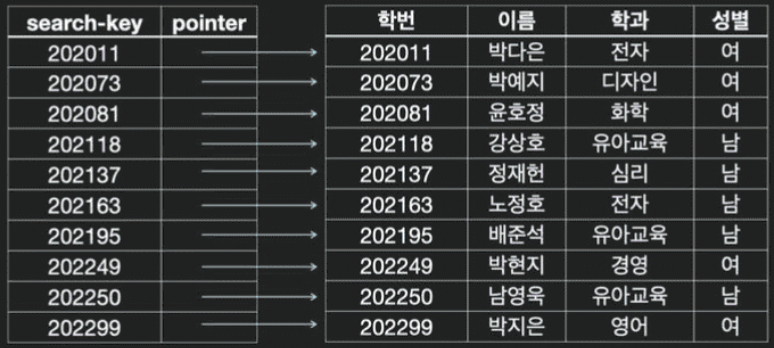 search-key pointer 학번 이름 학과 성별
202011 202011 박다은 전자 여
202073 202073 박예지 디자인 여
202081 202081 윤호정 화학 여
202118 202118 강상호 유아교육 남
202137 202137 정재헌 심리 남
202163 202163 노정호 전자 남
202195 202195 배준석 유아교육 남
202249 202249 박현지 경영 여
202250 202250 남영욱 유아교육 남
202299 202299 박지은 영어 여